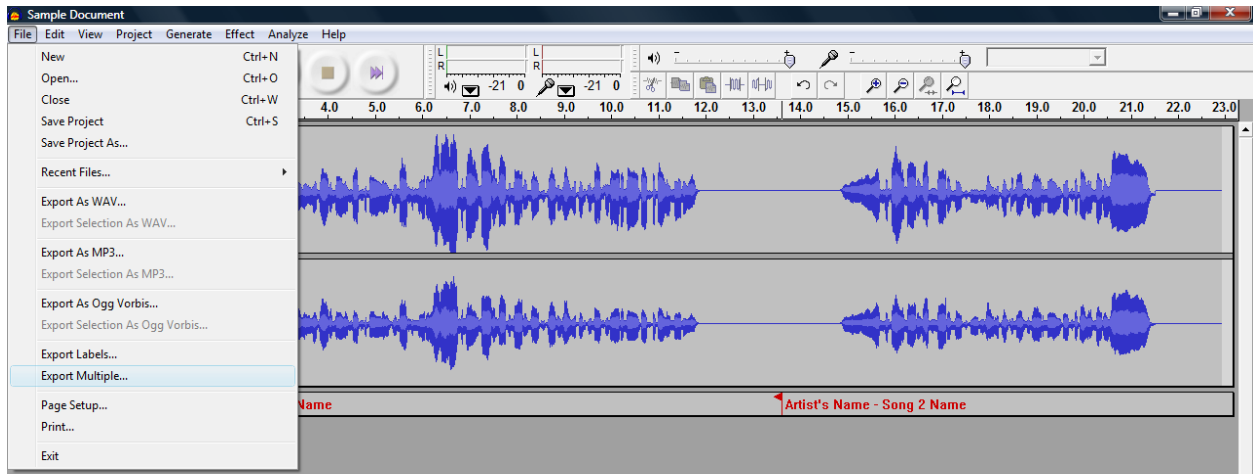 Sample Document
File Edit View Project Generate Effect Analyze Help
New Ctrl+N
Open... Ctrl+O
Close Ctrl+W
Save Project Ctrl+S
Save Project As...
Recent Files...
Export As WAV...
Export Selection As WAV...
Export As MP3...
Export Selection As MP3...
Export As Ogg Vorbis...
Export Selection As Ogg Vorbis...
Export Labels...
Export Multiple...
Page Setup...
Print...
Exit
L L
R R
-21 0 -21 0
4.0 5.0 6.0 7.0 8.0 9.0 10.0 11.0 12.0 13.0 14.0 15.0 16.0 17.0 18.0 19.0 20.0 21.0 22.0 23.0
Name Artist's Name - Song 2 Name